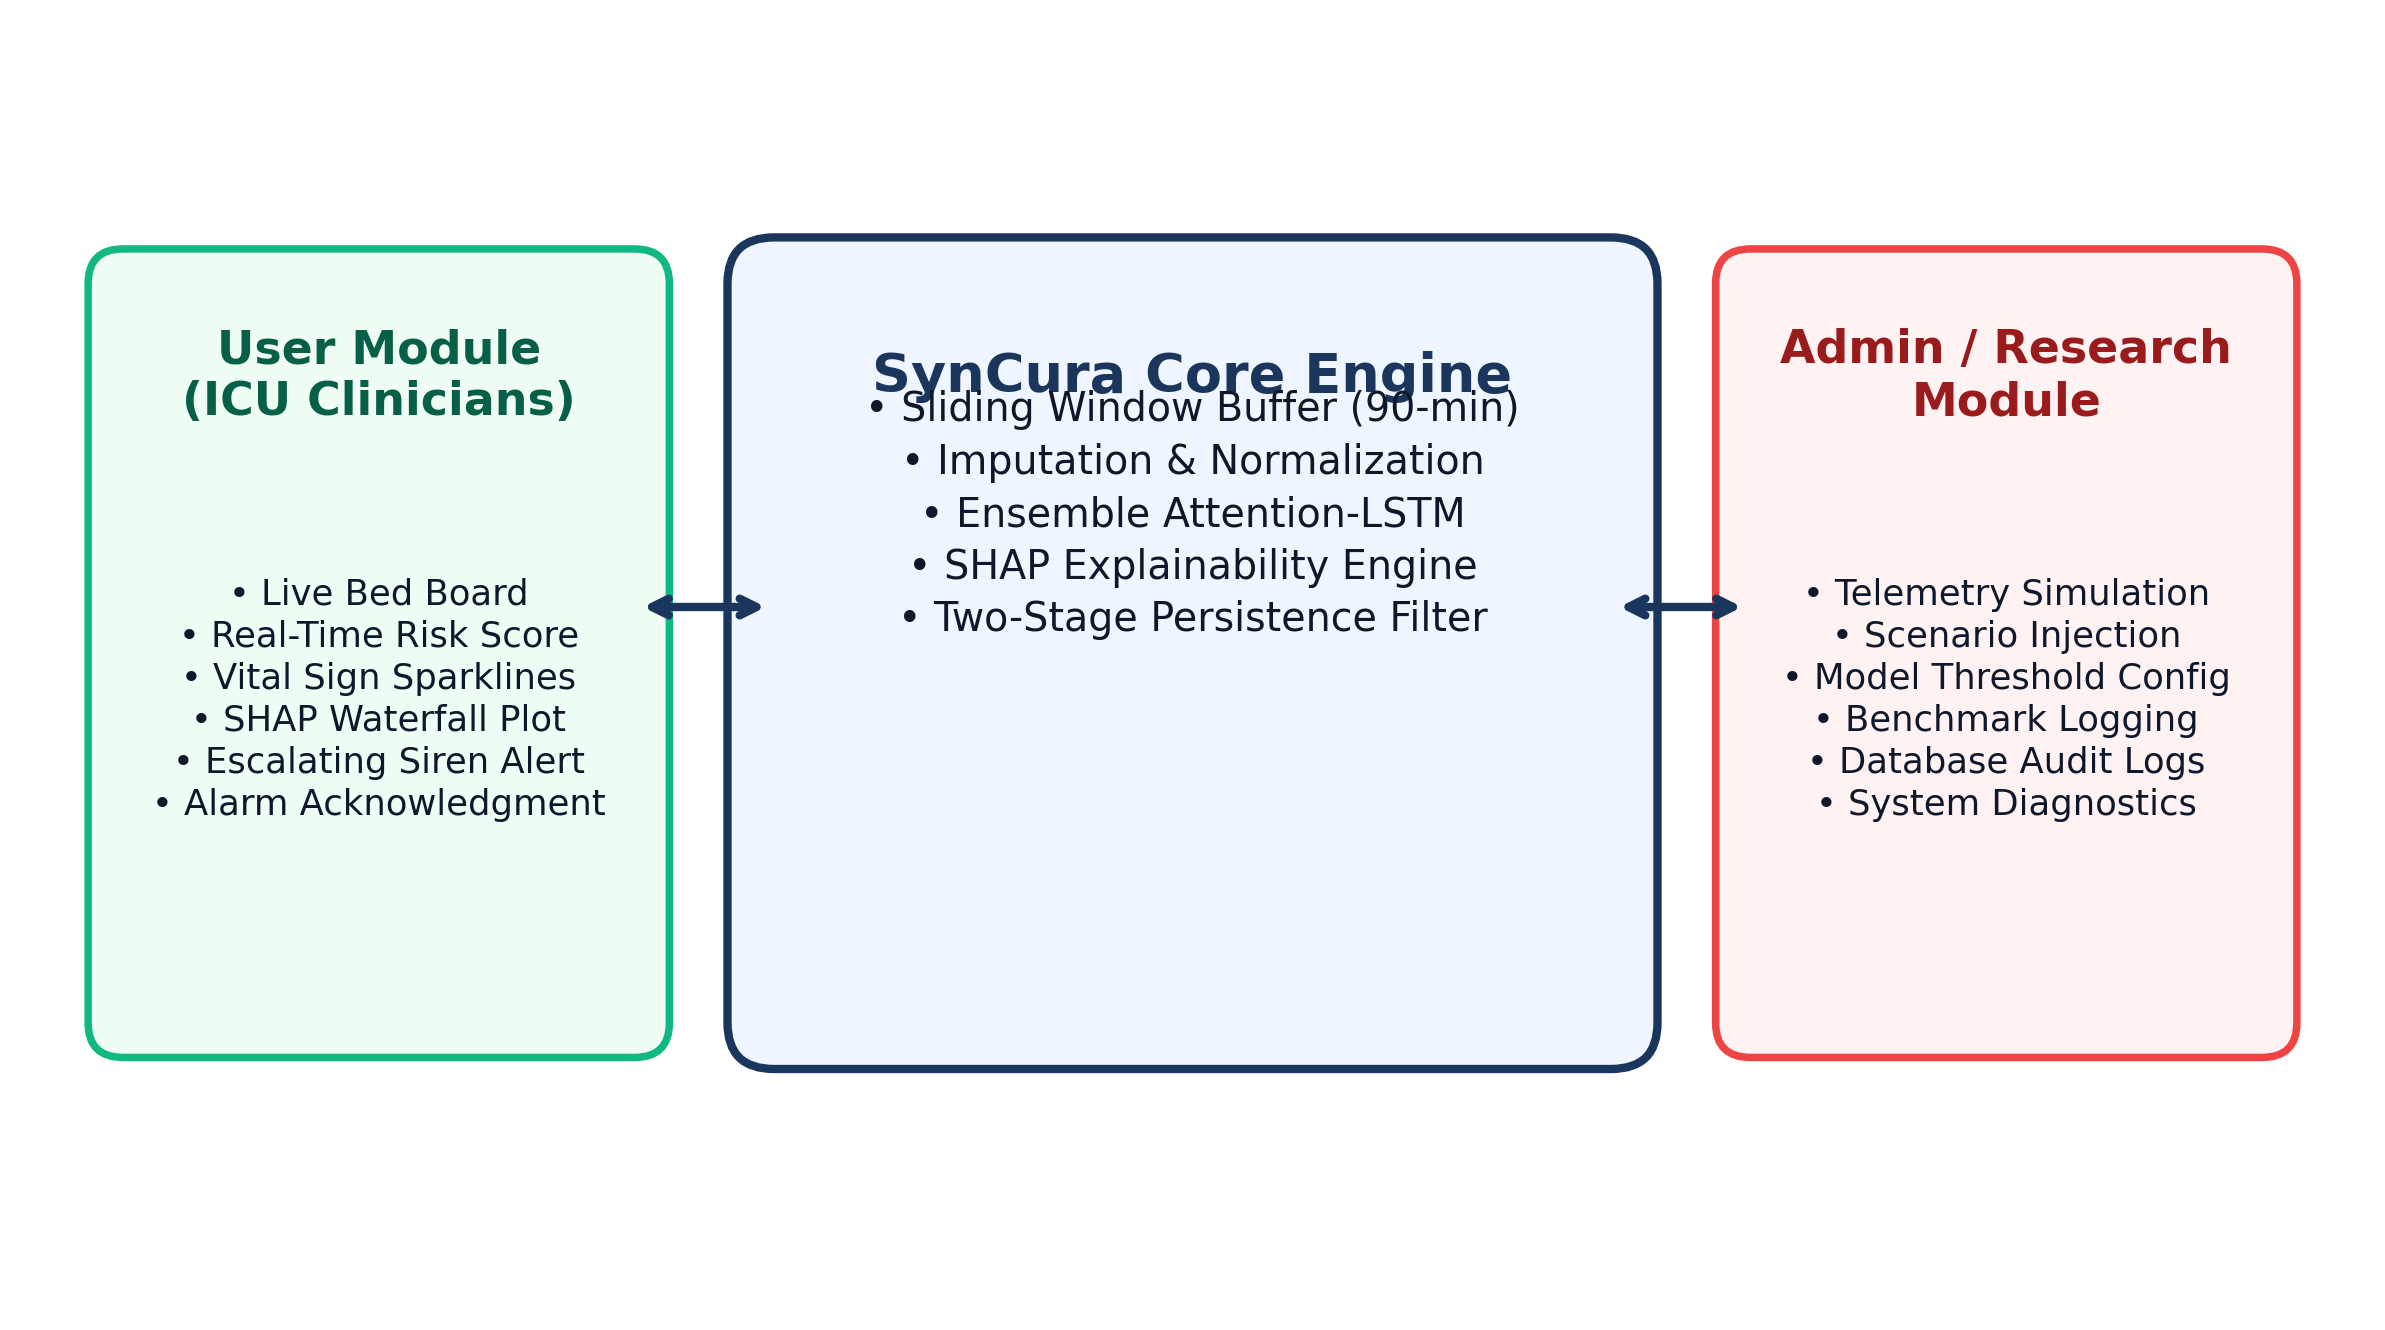 User Module
(ICU Clinicians)
• Live Bed Board
• Real-Time Risk Score
• Vital Sign Sparklines
• SHAP Waterfall Plot
• Escalating Siren Alert
• Alarm Acknowledgment
SynCura Core Engine
• Sliding Window Buffer (90-min)
• Imputation & Normalization
• Ensemble Attention-LSTM
• SHAP Explainability Engine
• Two-Stage Persistence Filter
Admin / Research
Module
• Telemetry Simulation
• Scenario Injection
• Model Threshold Config
• Benchmark Logging
• Database Audit Logs
• System Diagnostics